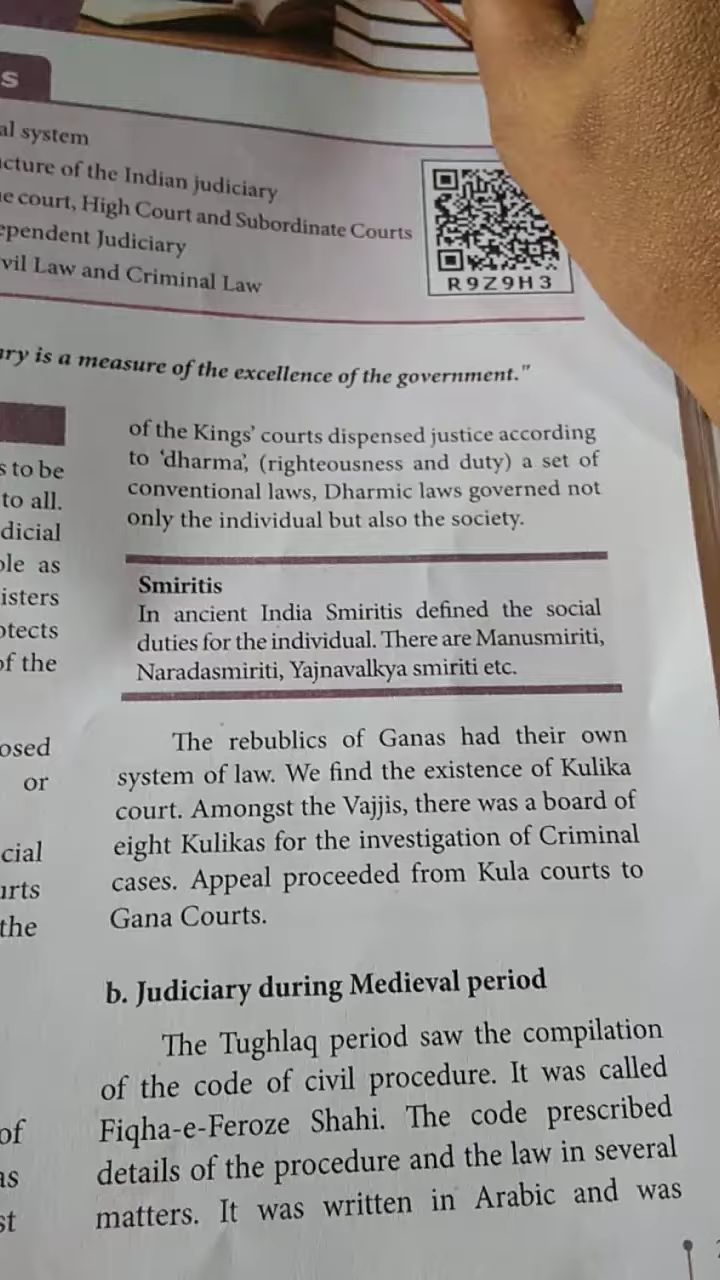 s
al system
cture of the Indian judiciary
e court, High Court and Subordinate Courts
ependent Judiciary
vil Law and Criminal Law
R9Z9H3
ary is a measure of the excellence of the government."
s to be
to all.
dicial
ole as
isters
otects
of the
osed
or
cial
urts
the
of
as
st
of the Kings' courts dispensed justice according
to 'dharma', (righteousness and duty) a set of
conventional laws, Dharmic laws governed not
only the individual but also the society.
Smiritis
In ancient India Smiritis defined the social
duties for the individual. There are Manusmiriti,
Naradasmiriti, Yajnavalkya smiriti etc.
The rebublics of Ganas had their own
system of law. We find the existence of Kulika
court. Amongst the Vajjis, there was a board of
eight Kulikas for the investigation of Criminal
cases. Appeal proceeded from Kula courts to
Gana Courts.
b. Judiciary during Medieval period
The Tughlaq period saw the compilation
of the code of civil procedure. It was called
Fiqha-e-Feroze Shahi. The code prescribed
details of the procedure and the law in several
matters. It was written in Arabic and was